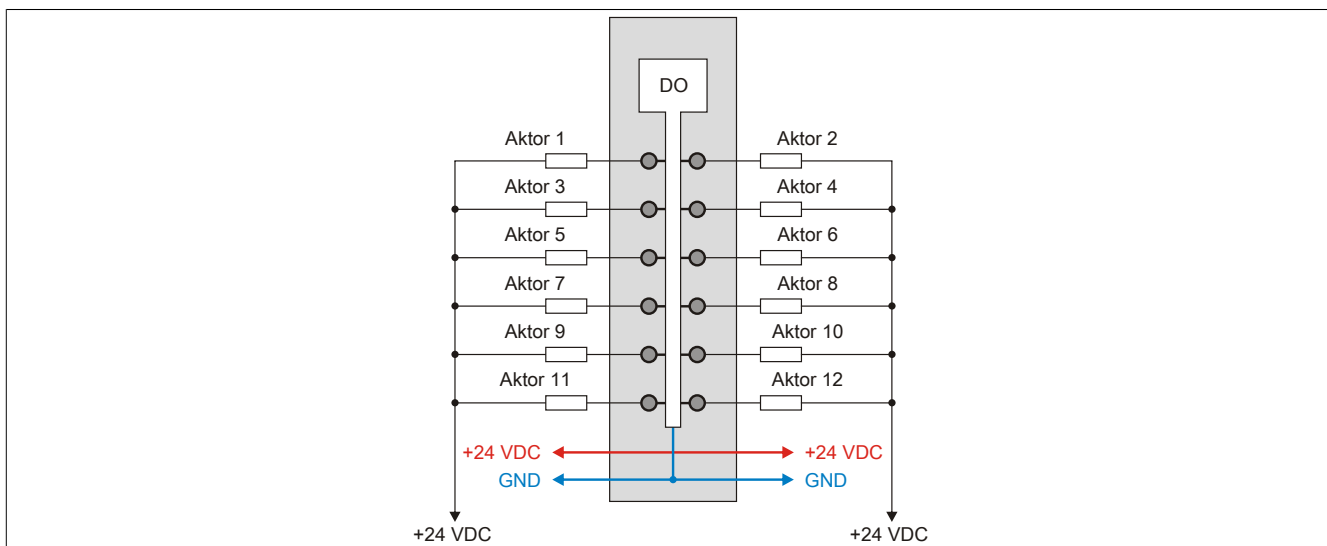 DO
Aktor 1
Aktor 2
Aktor 3
Aktor 4
Aktor 5
Aktor 6
Aktor 7
Aktor 8
Aktor 9
Aktor 10
Aktor 11
Aktor 12
+24 VDC
+24 VDC
GND
GND
+24 VDC
+24 VDC